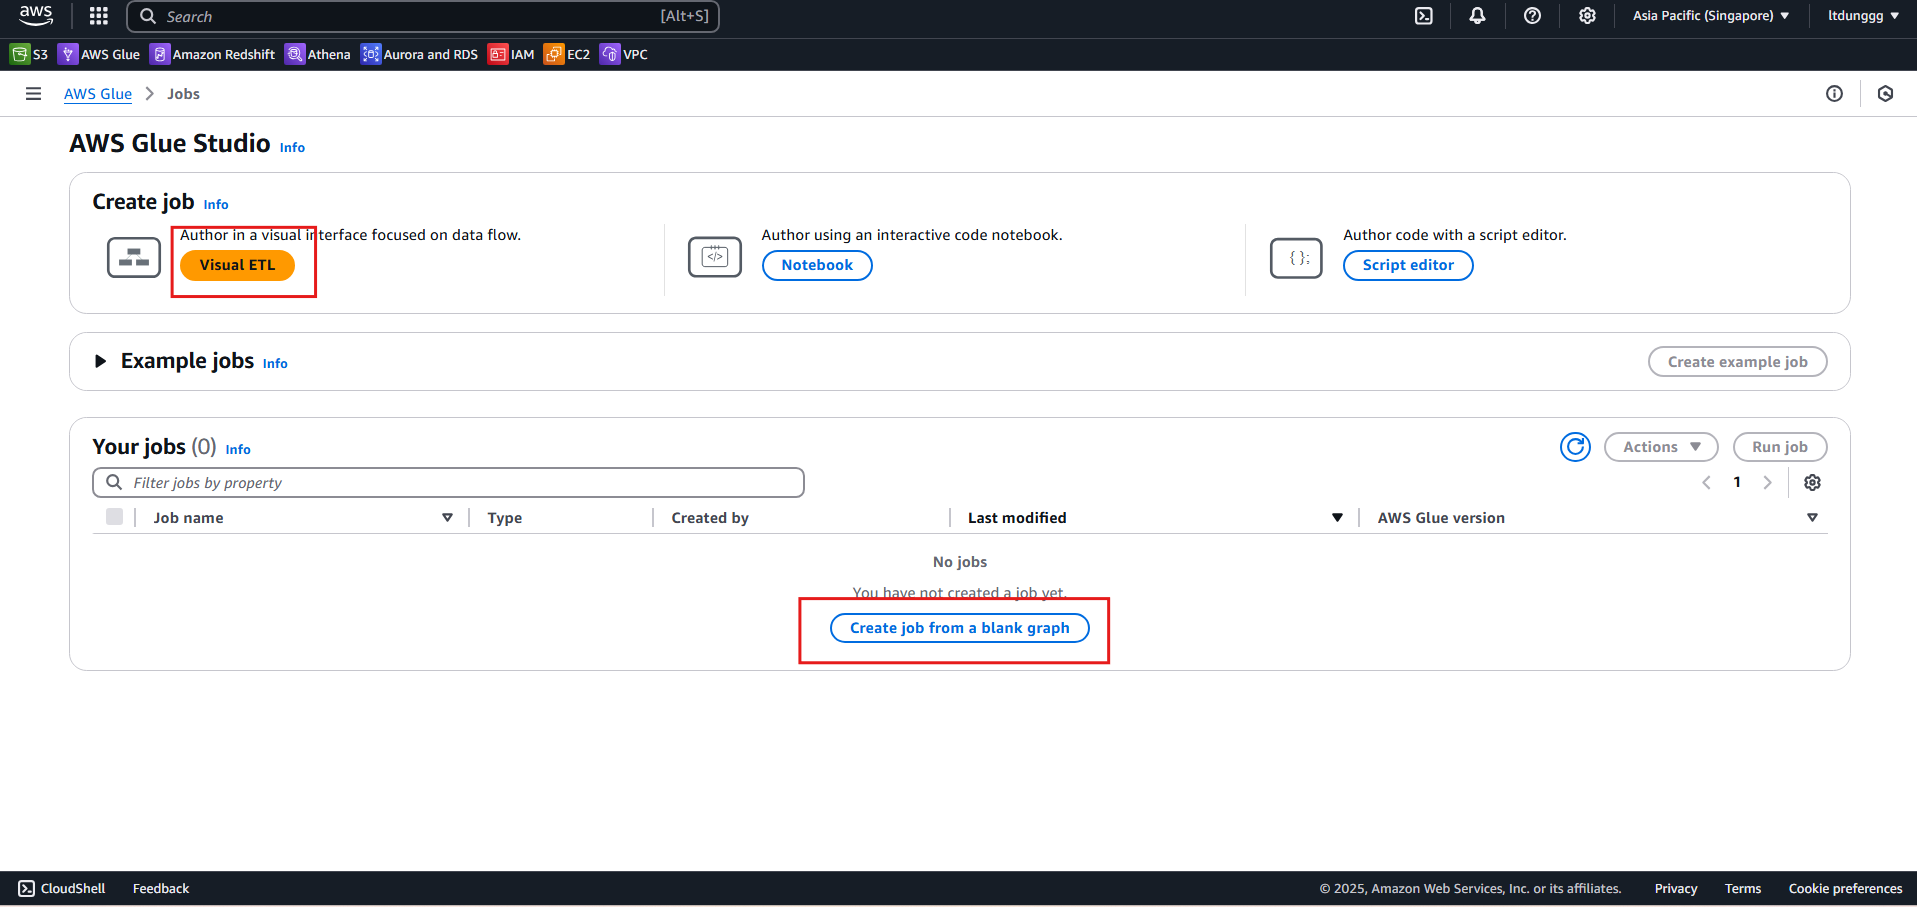 aws
Search [Alt+S]
Asia Pacific (Singapore)
ltdunggg
S3 AWS Glue Amazon Redshift Athena Aurora and RDS IAM EC2 VPC
AWS Glue Jobs
AWS Glue Studio Info
Create job Info
Author in a visual interface focused on data flow.
Visual ETL
Author using an interactive code notebook.
</>
Notebook
Author code with a script editor.
{ };
Script editor
Example jobs Info
Create example job
Your jobs (0) Info
Actions
Run job
Filter jobs by property
1
Job name Type Created by Last modified AWS Glue version
No jobs
You have not created a job yet.
Create job from a blank graph
CloudShell Feedback
© 2025, Amazon Web Services, Inc. or its affiliates. Privacy Terms Cookie preferences